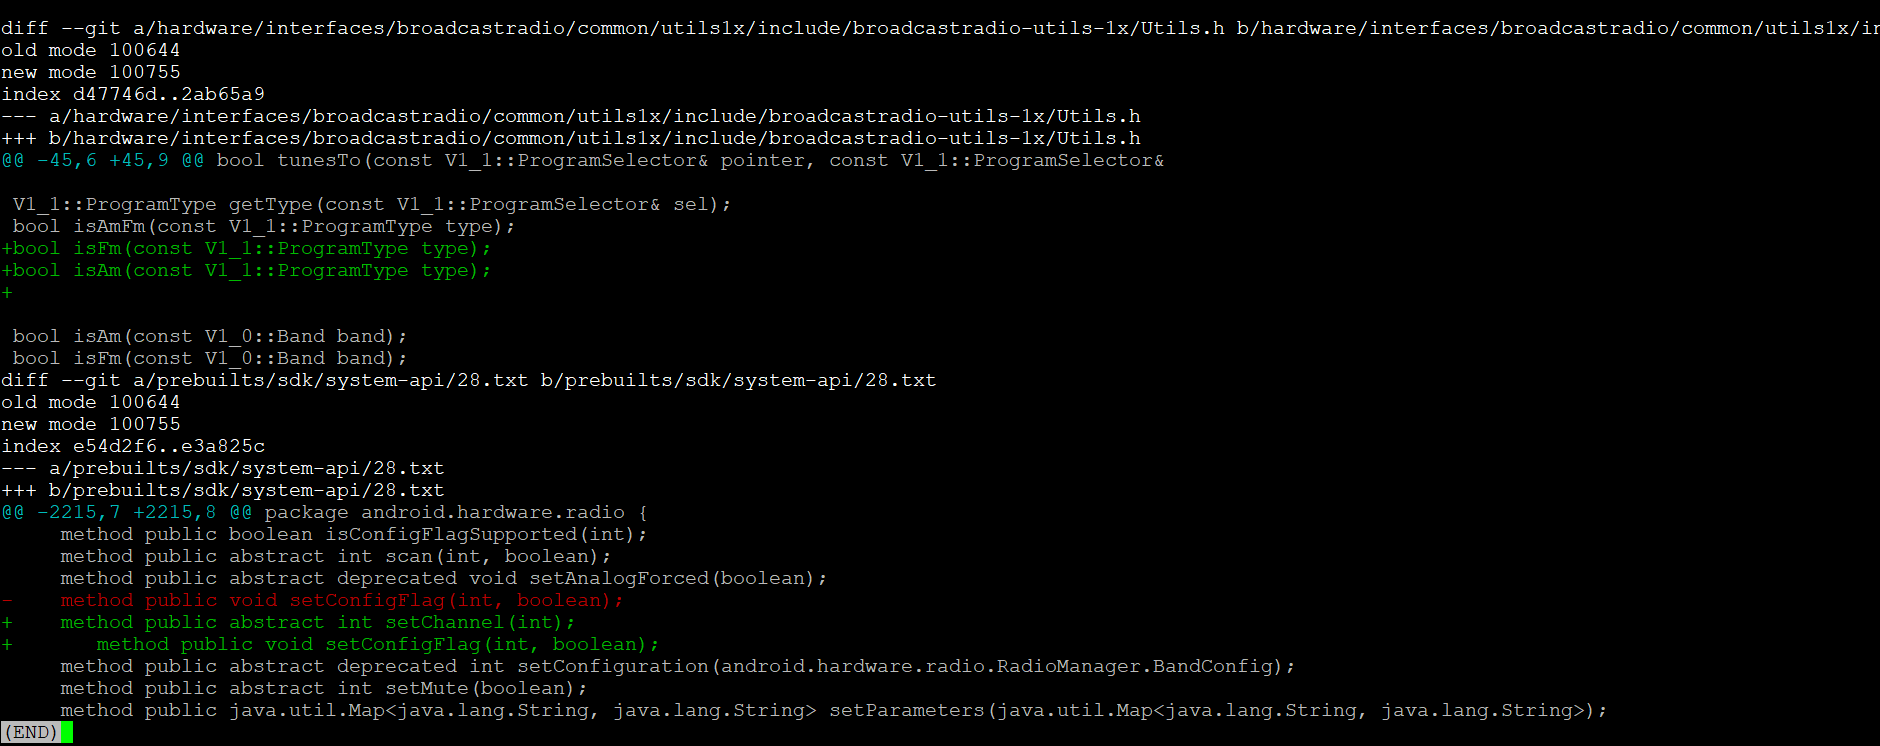 diff --git a/hardware/interfaces/broadcastradio/common/utils1x/include/broadcastradio-utils-1x/Utils.h b/hardware/interfaces/broadcastradio/common/utils1x/in
old mode 100644
new mode 100755
index d47746d..2ab65a9
--- a/hardware/interfaces/broadcastradio/common/utils1x/include/broadcastradio-utils-1x/Utils.h
+++ b/hardware/interfaces/broadcastradio/common/utils1x/include/broadcastradio-utils-1x/Utils.h
@@ -45,6 +45,9 @@ bool tunesTo(const V1_1::ProgramSelector& pointer, const V1_1::ProgramSelector&
 V1_1::ProgramType getType(const V1_1::ProgramSelector& sel);
 bool isAmFm(const V1_1::ProgramType type);
+bool isFm(const V1_1::ProgramType type);
+bool isAm(const V1_1::ProgramType type);
+
 bool isAm(const V1_0::Band band);
 bool isFm(const V1_0::Band band);
diff --git a/prebuilts/sdk/system-api/28.txt b/prebuilts/sdk/system-api/28.txt
old mode 100644
new mode 100755
index e54d2f6..e3a825c
--- a/prebuilts/sdk/system-api/28.txt
+++ b/prebuilts/sdk/system-api/28.txt
@@ -2215,7 +2215,8 @@ package android.hardware.radio {
     method public boolean isConfigFlagSupported(int);
     method public abstract int scan(int, boolean);
     method public abstract deprecated void setAnalogForced(boolean);
-    method public void setConfigFlag(int, boolean);
+    method public abstract int setChannel(int);
+       method public void setConfigFlag(int, boolean);
     method public abstract deprecated int setConfiguration(android.hardware.radio.RadioManager.BandConfig);
     method public abstract int setMute(boolean);
     method public java.util.Map<java.lang.String, java.lang.String> setParameters(java.util.Map<java.lang.String, java.lang.String>);
(END)